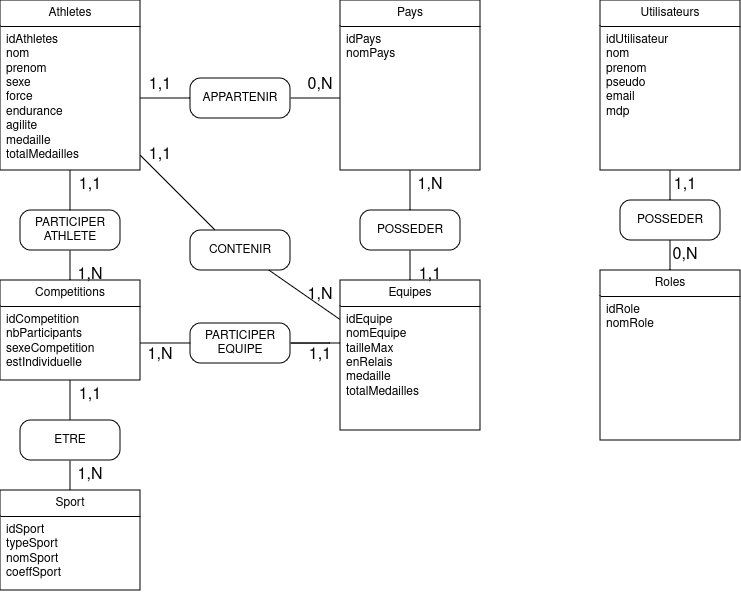 Athletes
idAthletes
nom
prenom
sexe
force
endurance
agilite
medaille
totalMedailles
1,1
APPARTENIR
0,N
Pays
idPays
nomPays
Utilisateurs
idUtilisateur
nom
prenom
pseudo
email
mdp
1,1
1,1
PARTICIPER
ATHLETE
1,N
CONTENIR
1,N
1,N
POSSEDER
1,1
1,1
POSSEDER
0,N
Competitions
idCompetition
nbParticipants
sexeCompetition
estIndividuelle
1,N
PARTICIPER
EQUIPE
1,1
Equipes
idEquipe
nomEquipe
tailleMax
enRelais
medaille
totalMedailles
Roles
idRole
nomRole
1,1
ETRE
1,N
Sport
idSport
typeSport
nomSport
coeffSport